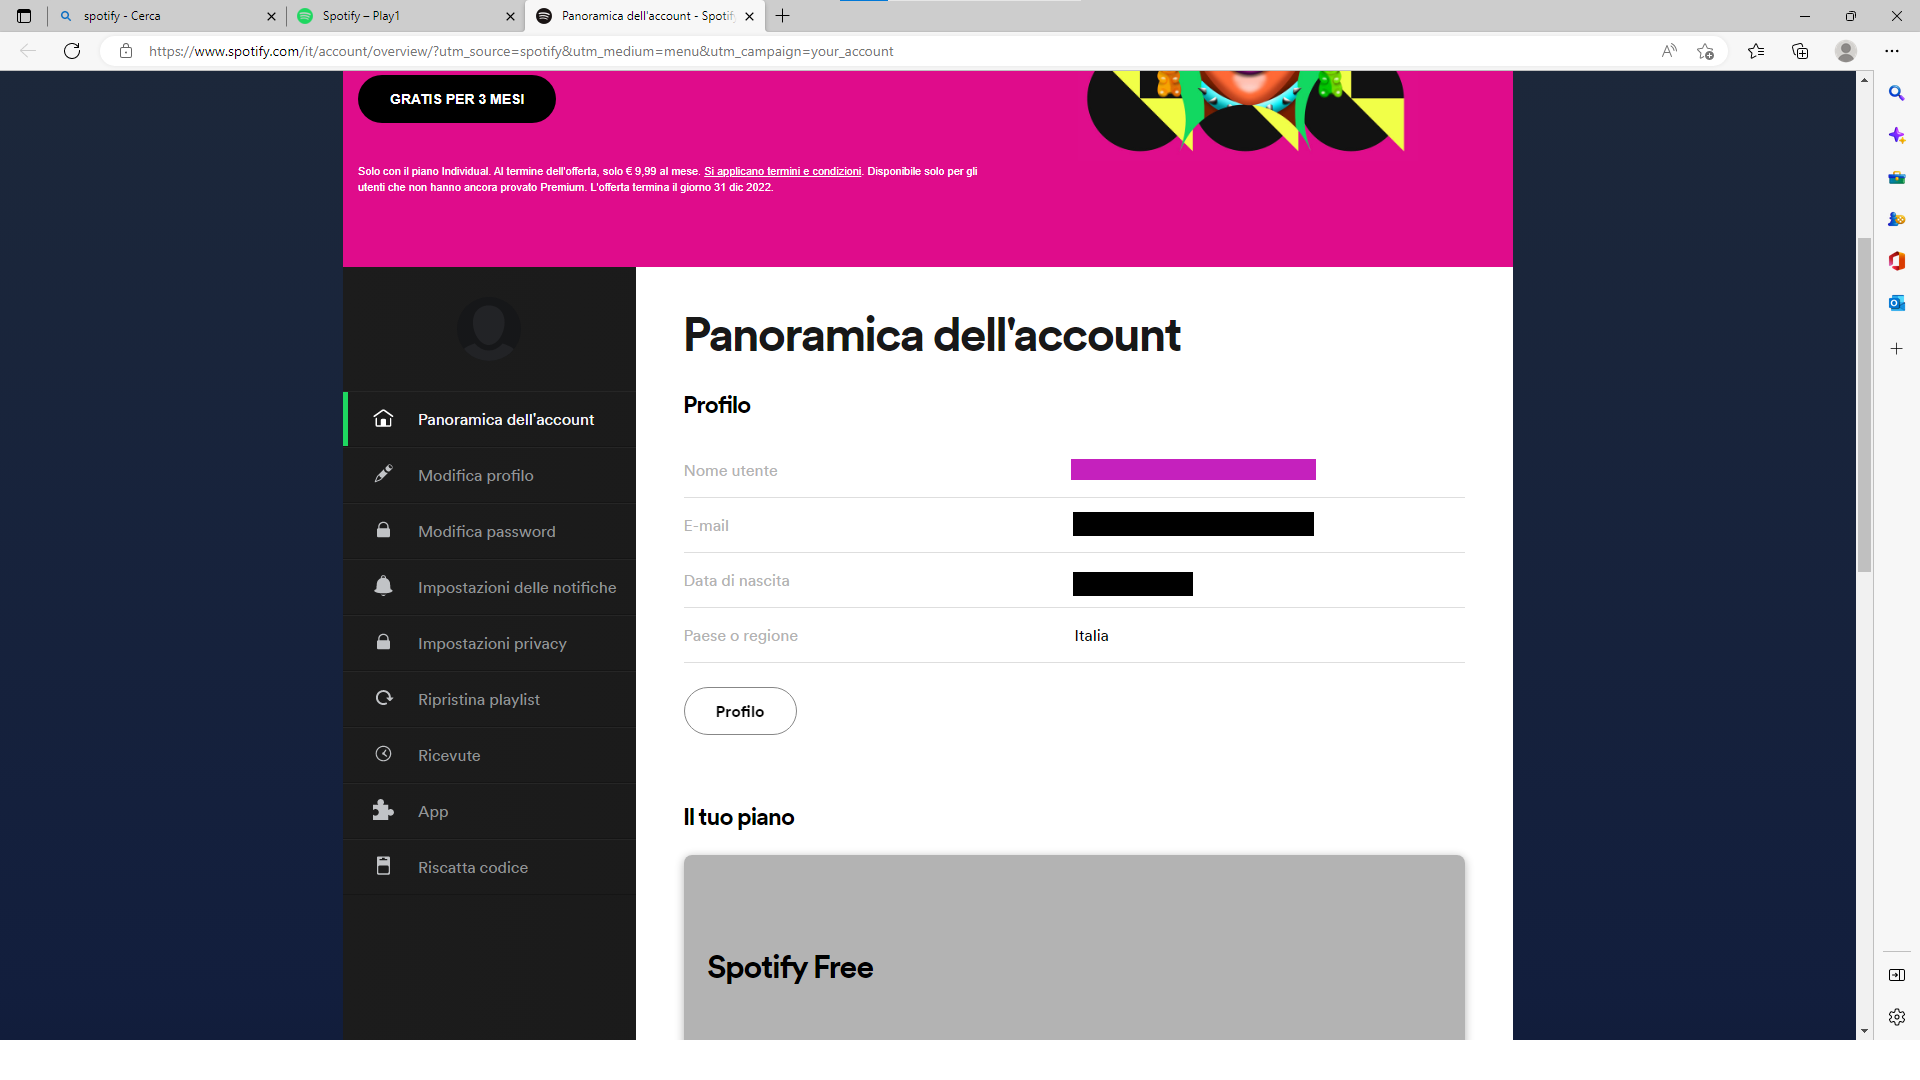 spotify - Cerca
Spotify – Play1
Panoramica dell'account - Spotif
https://www.spotify.com/it/account/overview/?utm_source=spotify&utm_medium=menu&utm_campaign=your_account
GRATIS PER 3 MESI
Solo con il piano Individual. Al termine dell'offerta, solo € 9,99 al mese. Si applicano termini e condizioni. Disponibile solo per gli
utenti che non hanno ancora provato Premium. L'offerta termina il giorno 31 dic 2022.
Panoramica dell'account
Modifica profilo
Modifica password
Impostazioni delle notifiche
Impostazioni privacy
Ripristina playlist
Ricevute
App
Riscatta codice
Panoramica dell'account
Profilo
Nome utente
E-mail
Data di nascita
Paese o regione Italia
Profilo
Il tuo piano
Spotify Free